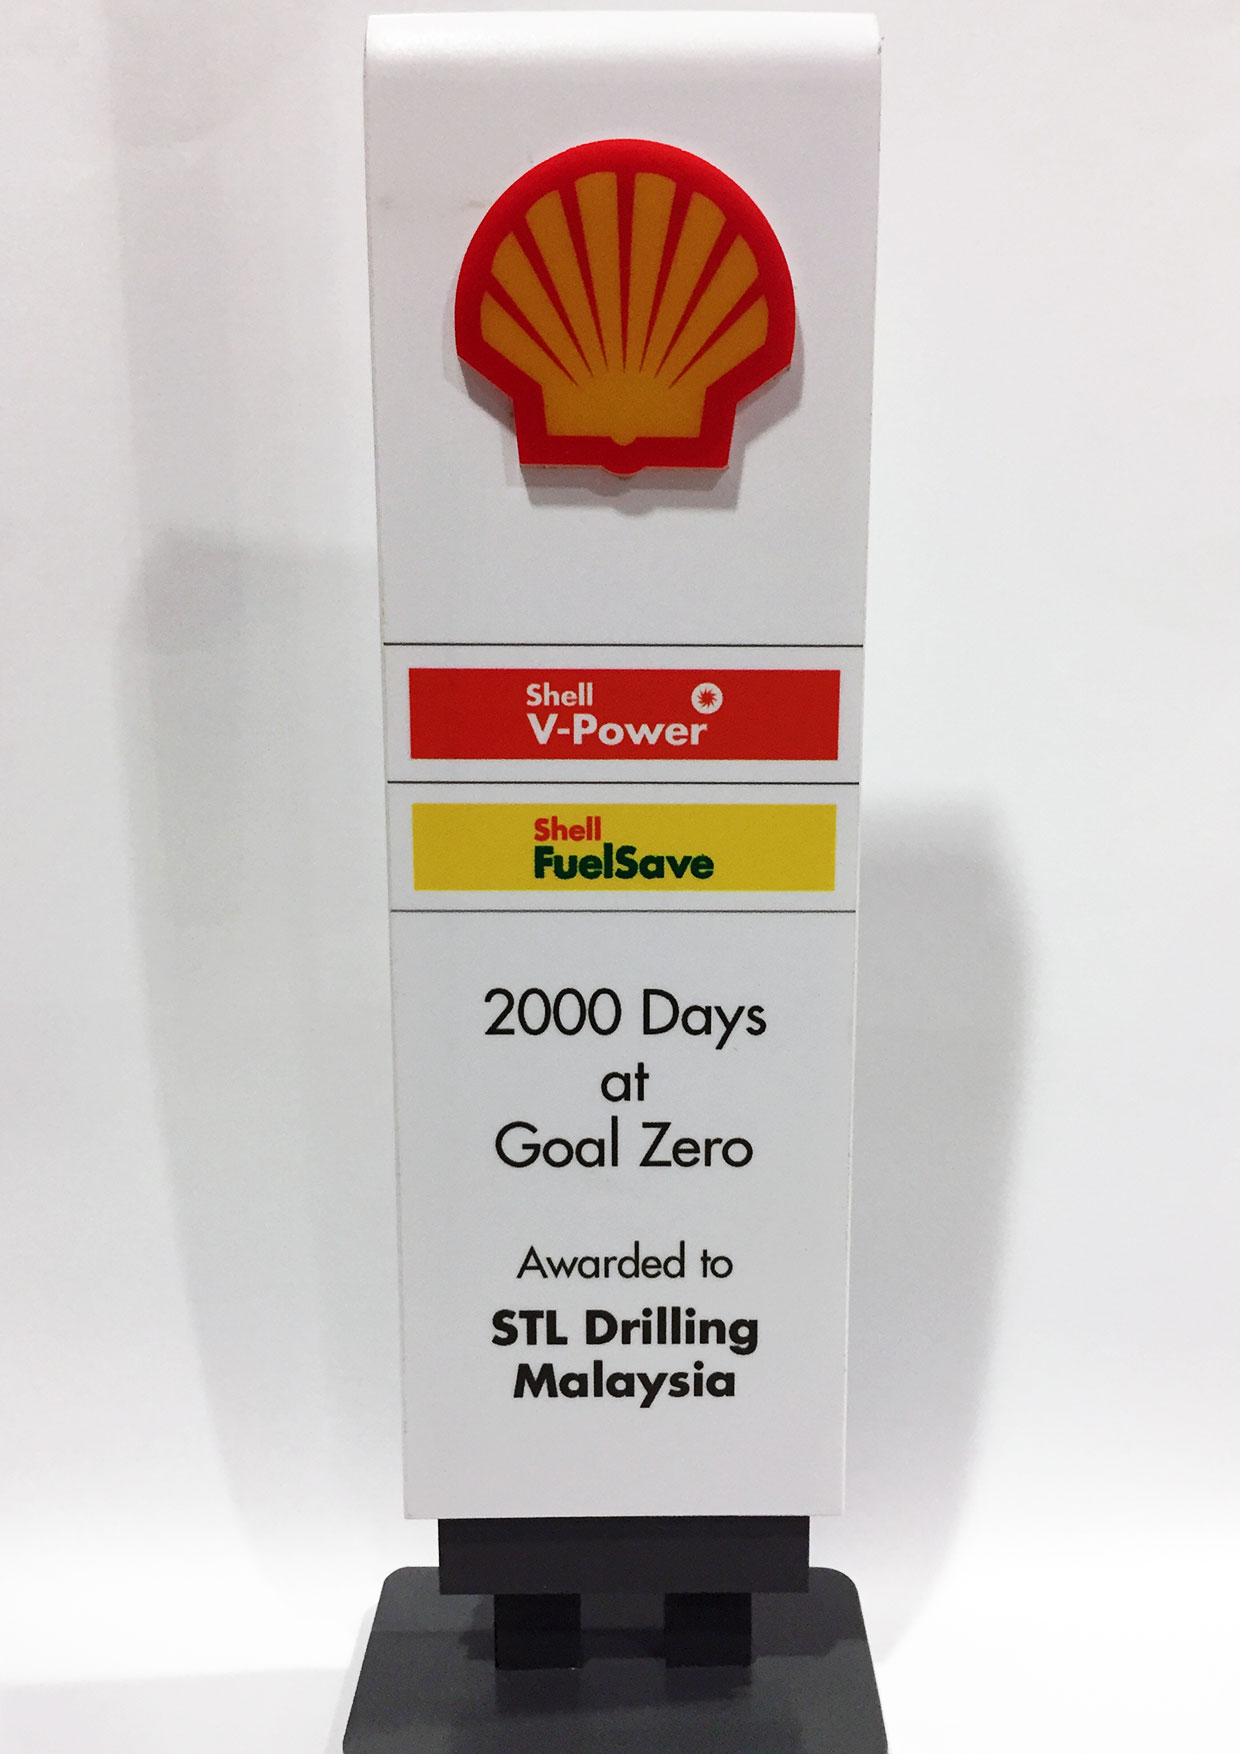 Shell
V-Power
Shell
FuelSave
2000 Days
at
Goal Zero
Awarded to
STL Drilling
Malaysia